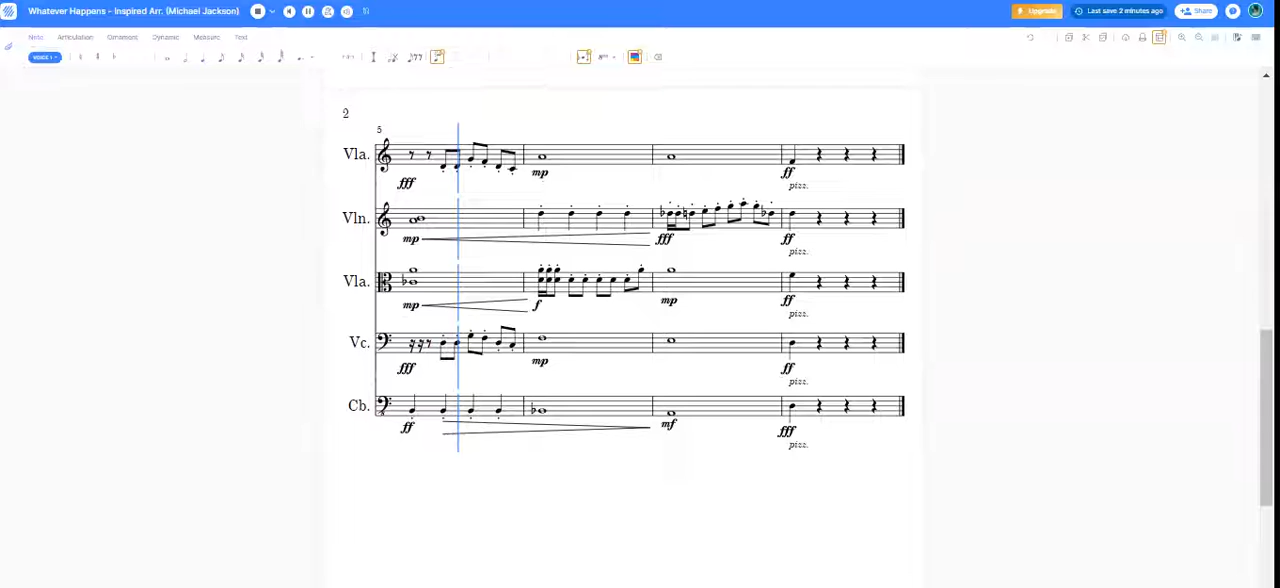 Whatever Happens - Inspired Arr. (Michael Jackson)
Upgrade
Last save 2 minutes ago
Share
Note Articulation Ornament Dynamic Measure Text
VOICE 1
2
5
Vla.
fff mp ff
pizz.
Vln.
mp fff ff
pizz.
Vla.
mp f mp ff
pizz.
Vc.
fff mp ff
pizz.
Cb.
ff mf fff
pizz.